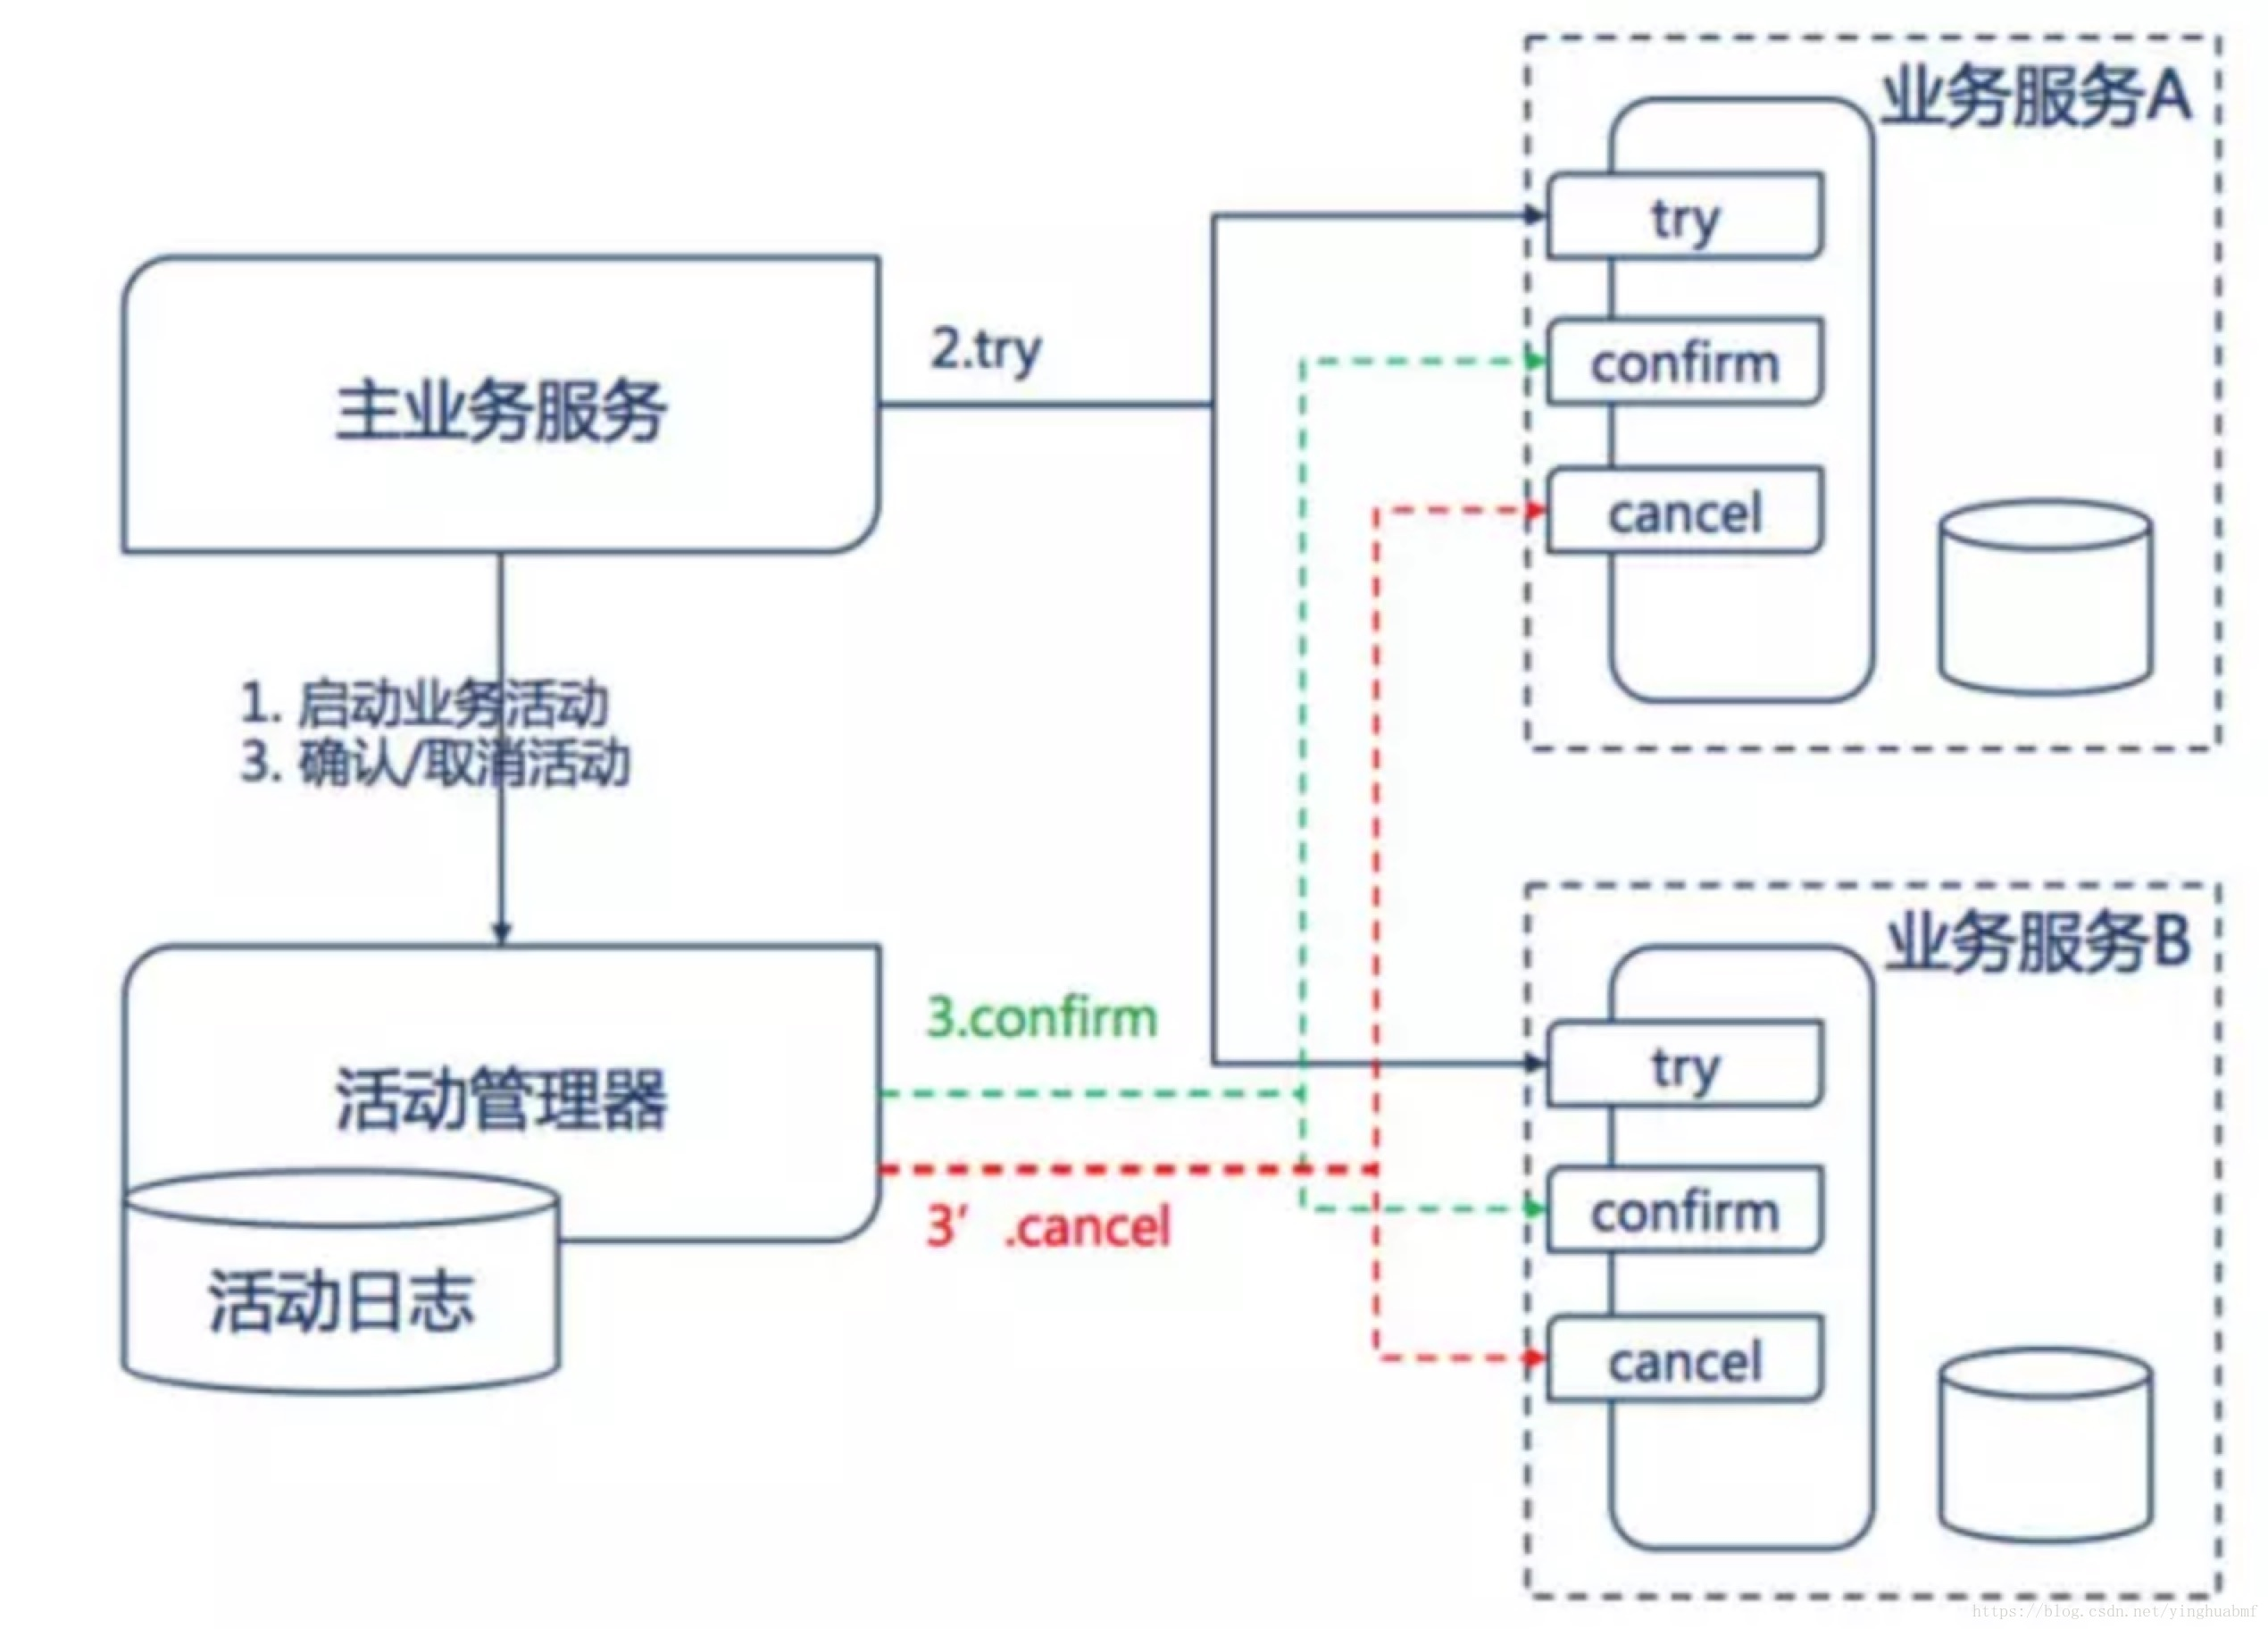 业务服务A
try
confirm
cancel
2.try
主业务服务
1. 启动业务活动
3. 确认/取消活动
业务服务B
try
confirm
cancel
3.confirm
活动管理器
3′ .cancel
活动日志
https://blog.csdn.net/yinghuabmf